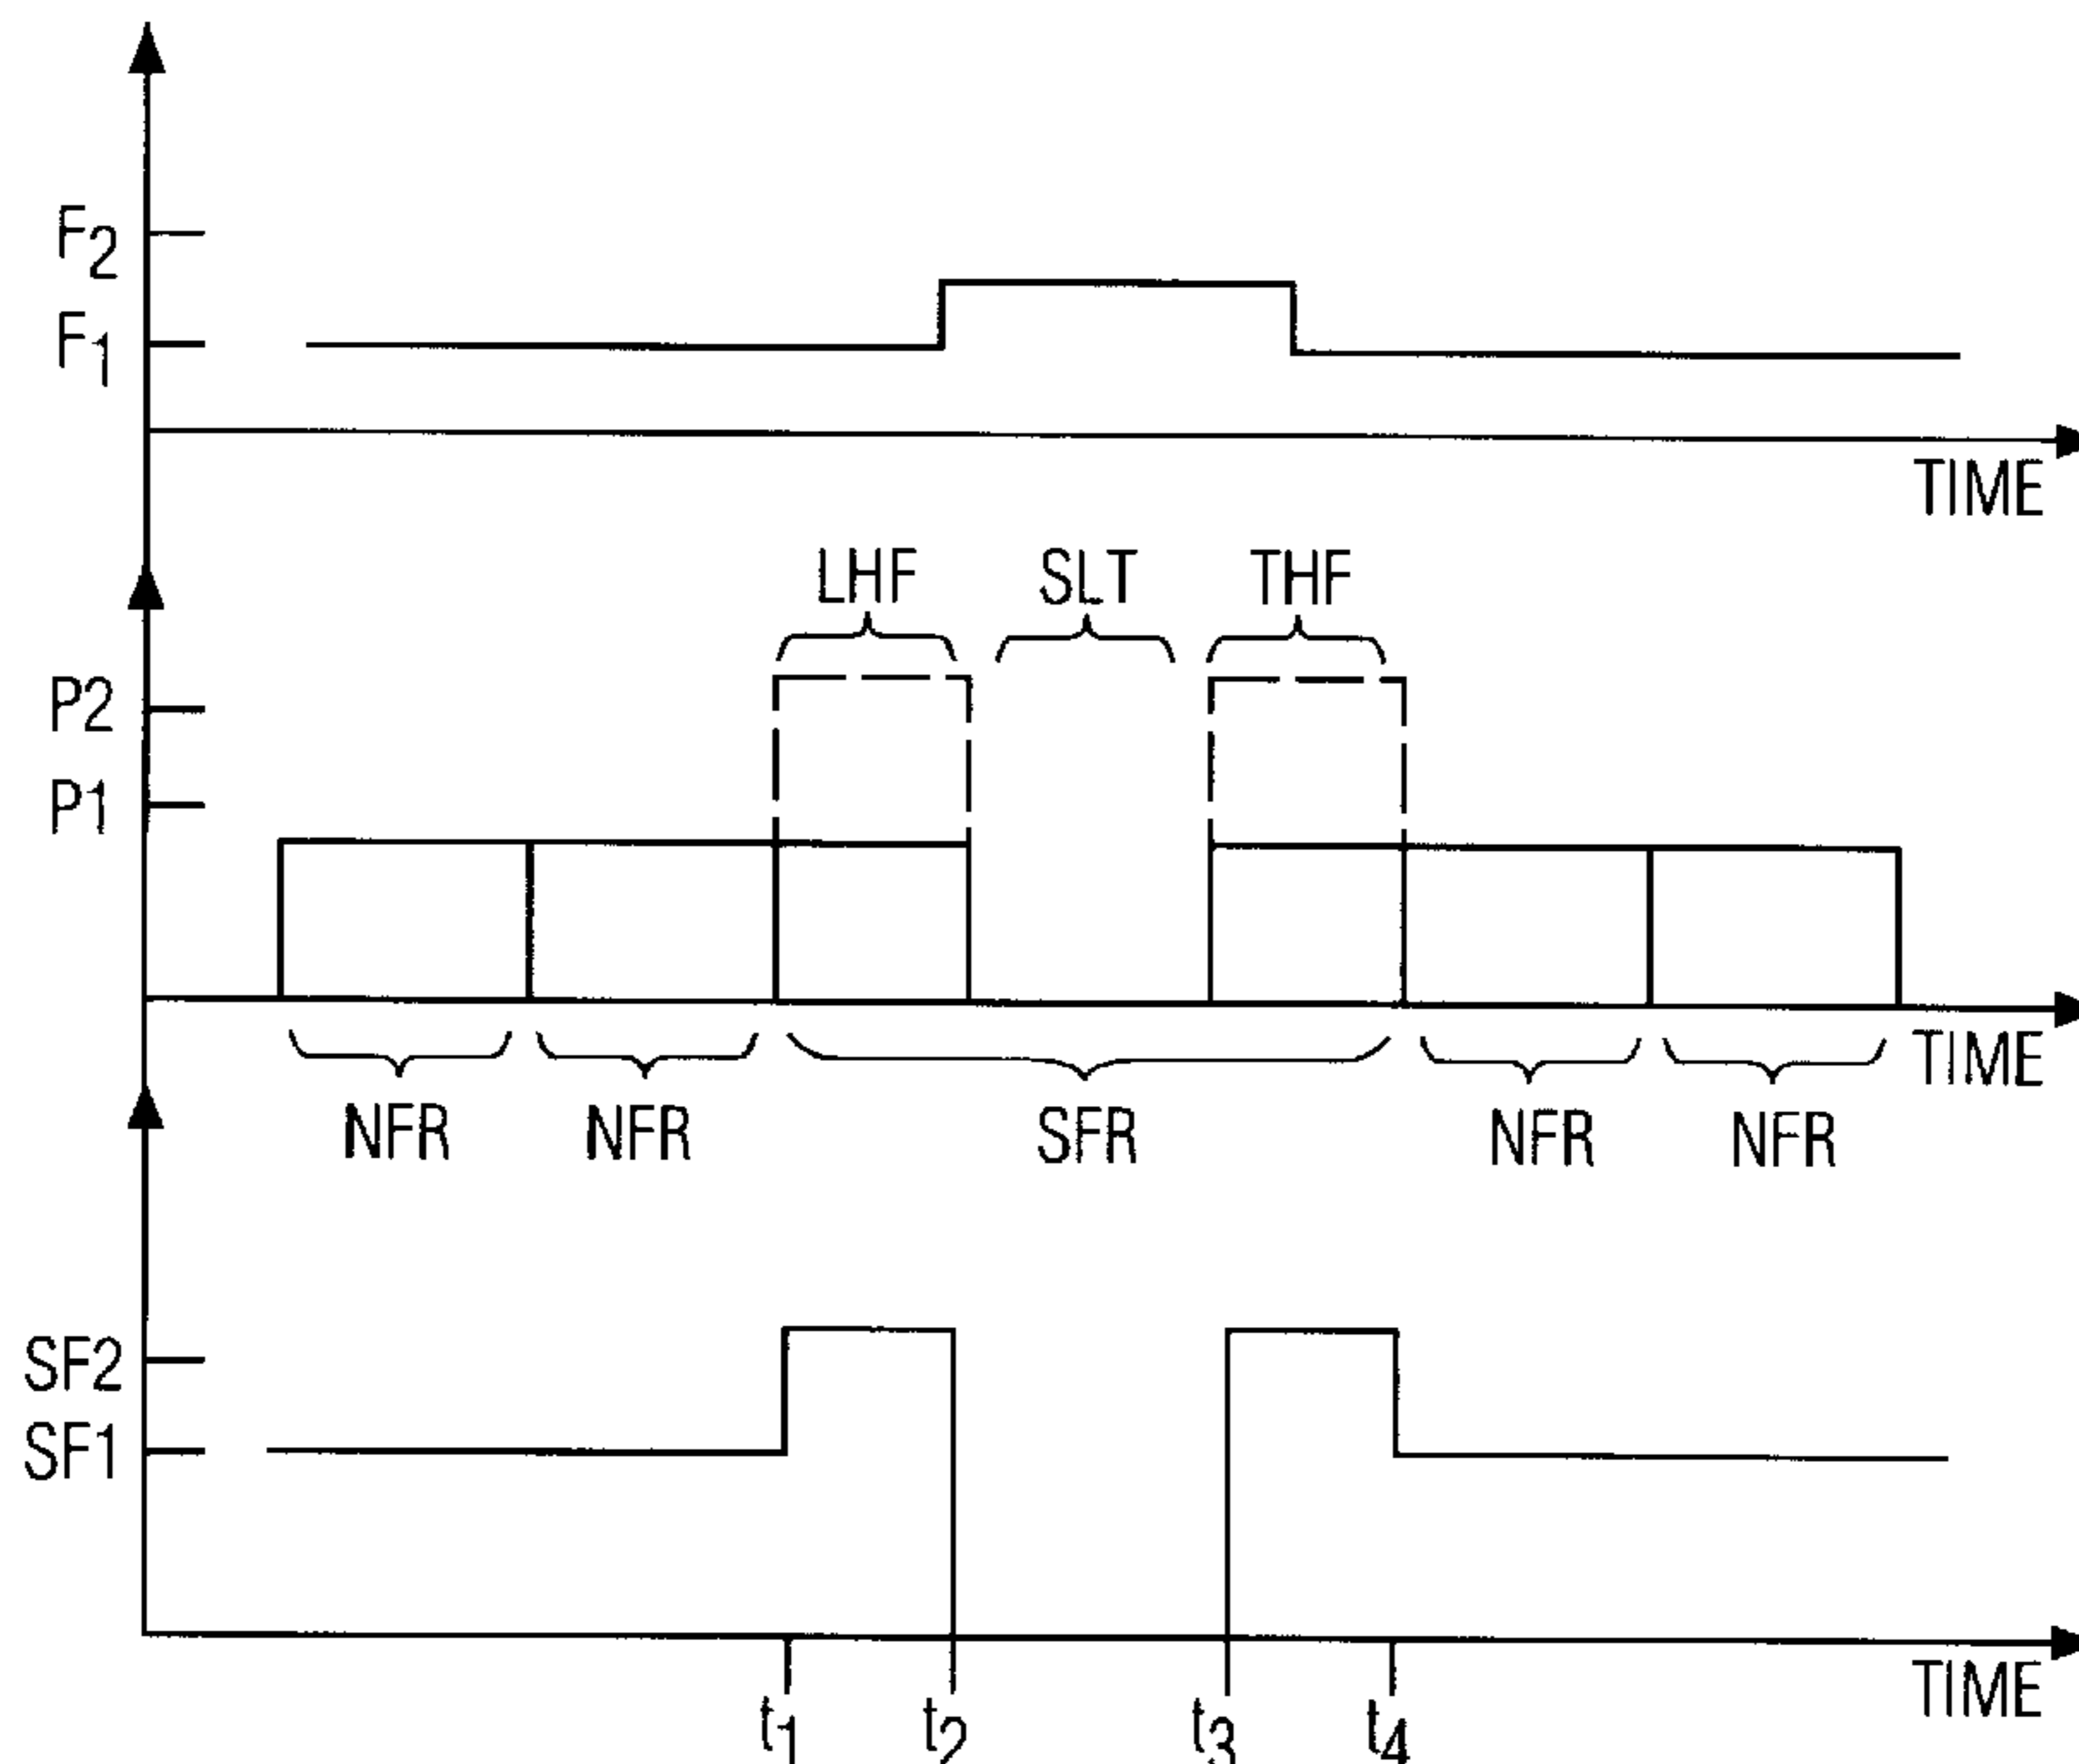 F2
F1
TIME
LHF SLT THF
P2
P1
TIME
NFR NFR SFR NFR NFR
SF2
SF1
TIME
t1 t2 t3 t4